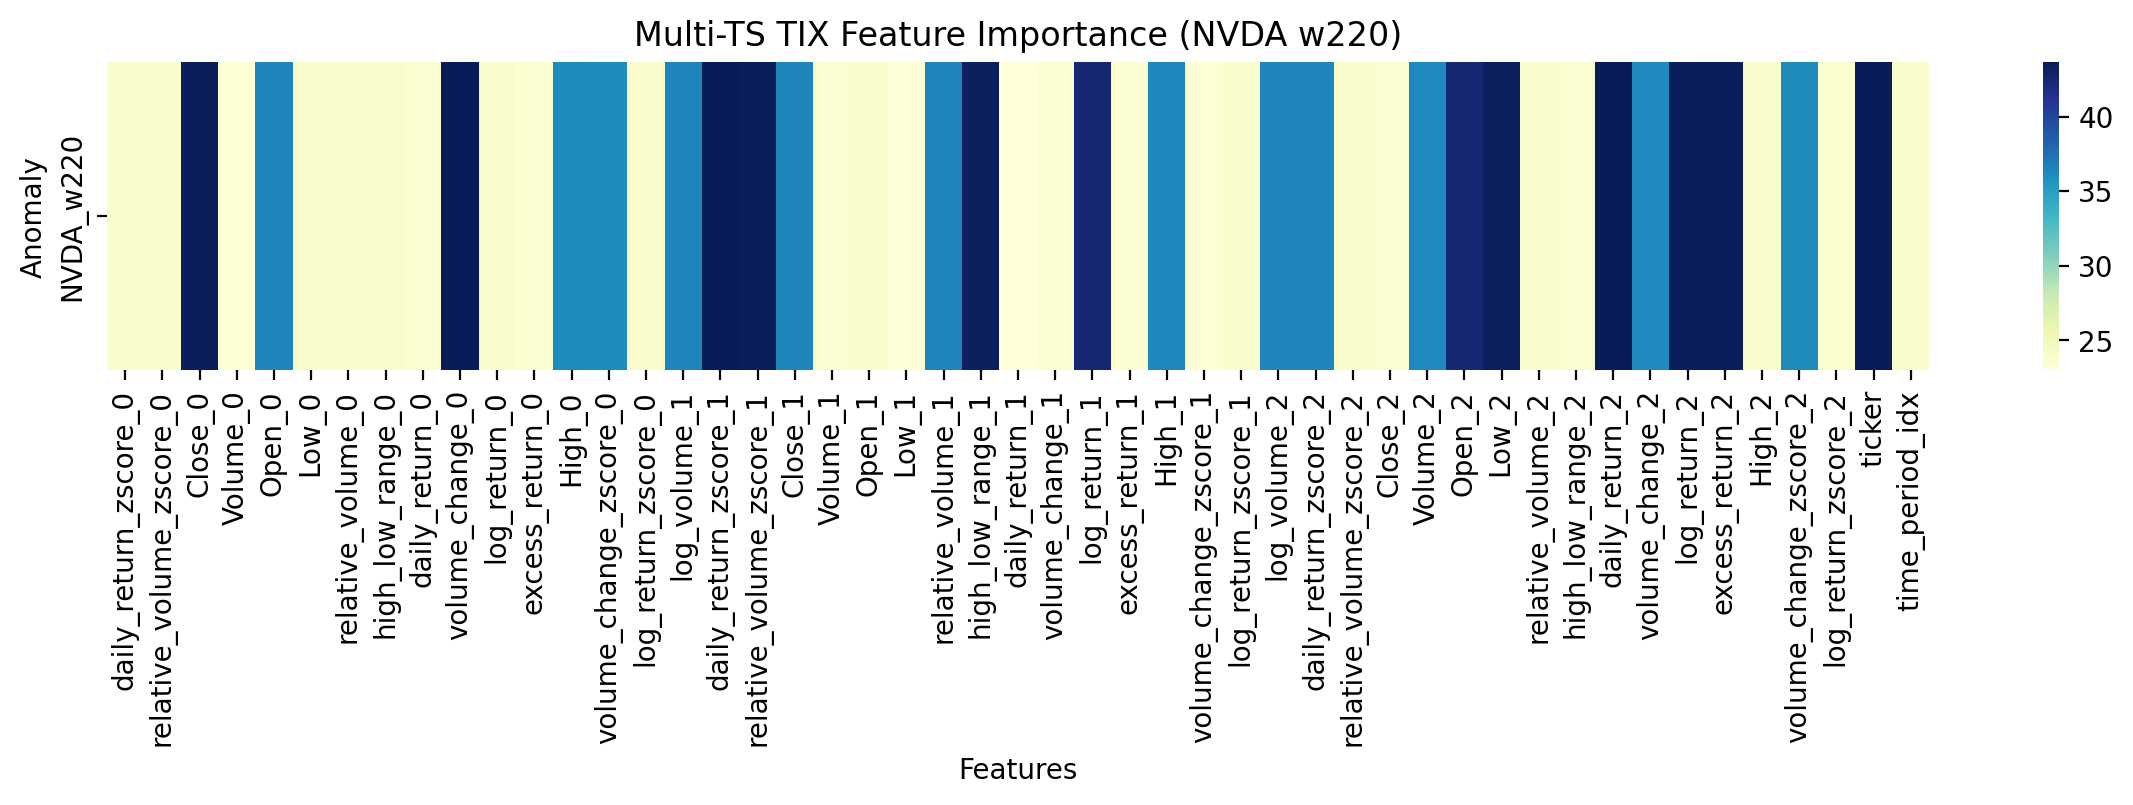 Multi-TS TIX Feature Importance (NVDA w220)
Anomaly
NVDA_w220
40
35
30
25
daily_return_zscore_0
relative_volume_zscore_0
Close_0
Volume_0
Open_0
Low_0
relative_volume_0
high_low_range_0
daily_return_0
volume_change_0
log_return_0
excess_return_0
High_0
volume_change_zscore_0
log_return_zscore_0
log_volume_1
daily_return_zscore_1
relative_volume_zscore_1
Close_1
Volume_1
Open_1
Low_1
relative_volume_1
high_low_range_1
daily_return_1
volume_change_1
log_return_1
excess_return_1
High_1
volume_change_zscore_1
log_return_zscore_1
log_volume_2
daily_return_zscore_2
relative_volume_zscore_2
Close_2
Volume_2
Open_2
Low_2
relative_volume_2
high_low_range_2
daily_return_2
volume_change_2
log_return_2
excess_return_2
High_2
volume_change_zscore_2
log_return_zscore_2
ticker
time_period_idx
Features